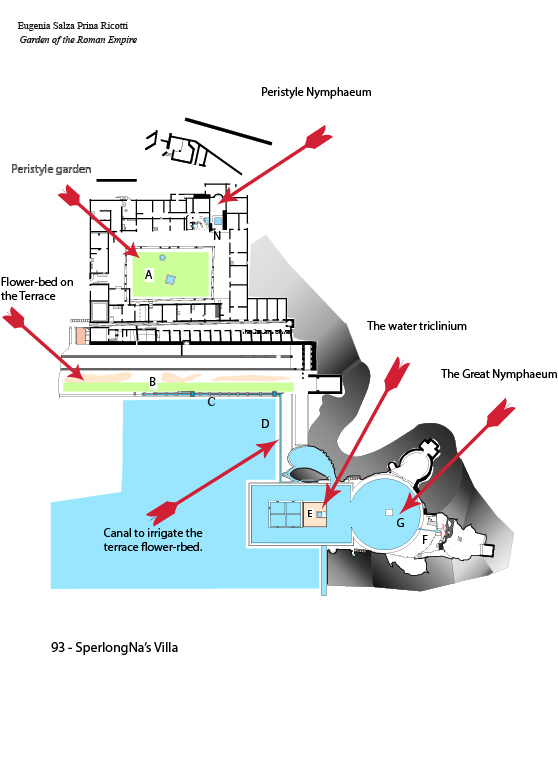 Eugenia Salza Prina Ricotti
Garden of the Roman Empire
Peristyle Nymphaeum
Peristyle garden
N
A
Flower-bed on
the Terrace
The water triclinium
B
The Great Nymphaeum
C
D
E
G
Canal to irrigate the
terrace flower-rbed.
F
93 - SperlongNa's Villa